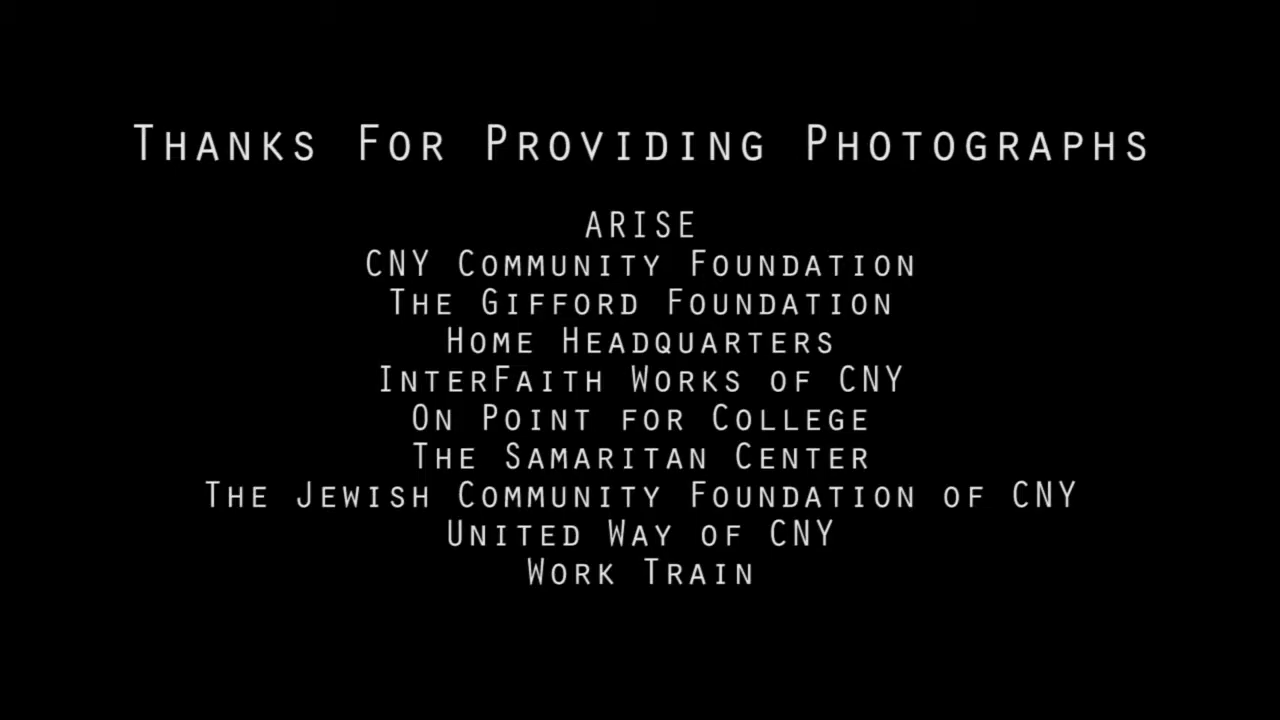 Thanks For Providing Photographs
ARISE
CNY Community Foundation
The Gifford Foundation
Home Headquarters
InterFaith Works of CNY
On Point for College
The Samaritan Center
The Jewish Community Foundation of CNY
United Way of CNY
Work Train